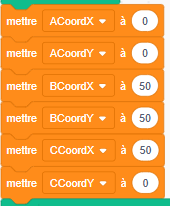 mettre ACoordX à 0
mettre ACoordY à 0
mettre BCoordX à 50
mettre BCoordY à 50
mettre CCoordX à 50
mettre CCoordY à 0